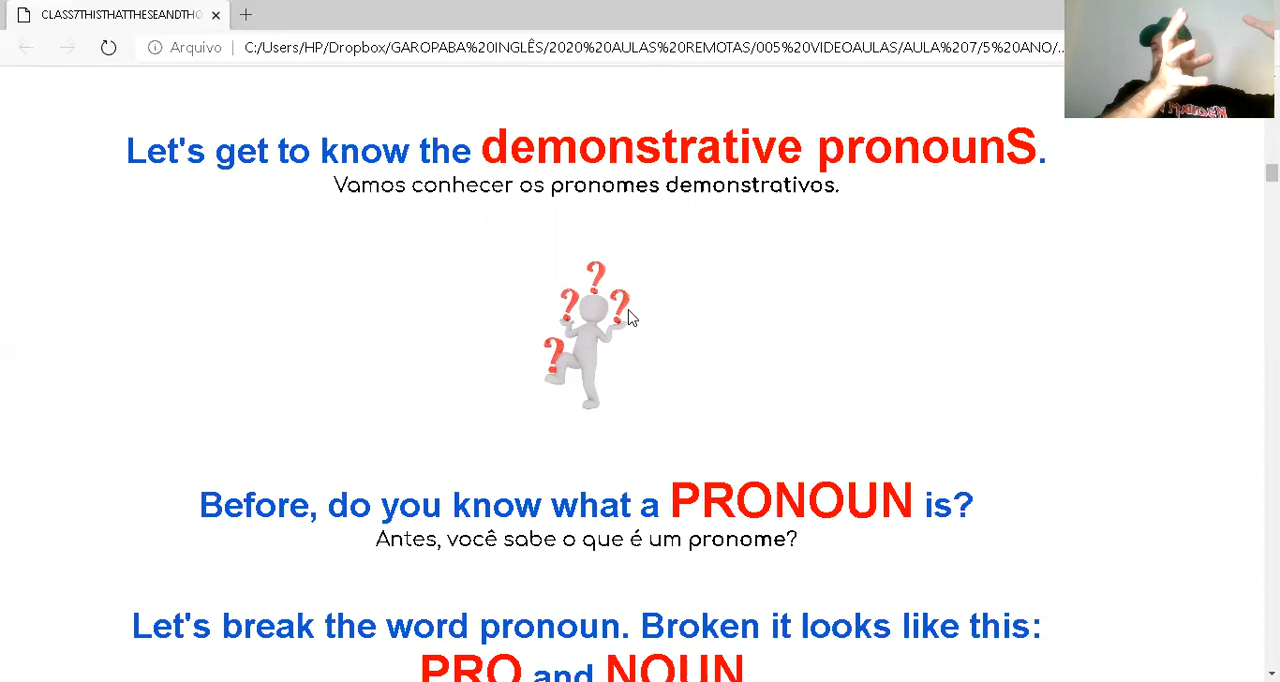 CLASS7THISTHATTHESEANDTHO
Arquivo
C:/Users/HP/Dropbox/GAROPABA%20INGLÊS/2020%20AULAS%20REMOTAS/005%20VIDEOAULAS/AULA%207/5%20ANO/...
Let's get to know the demonstrative pronounS.
Vamos conhecer os pronomes demonstrativos.
? ? ? ?
Before, do you know what a PRONOUN is?
Antes, você sabe o que é um pronome?
Let's break the word pronoun. Broken it looks like this:
PRO and NOUN